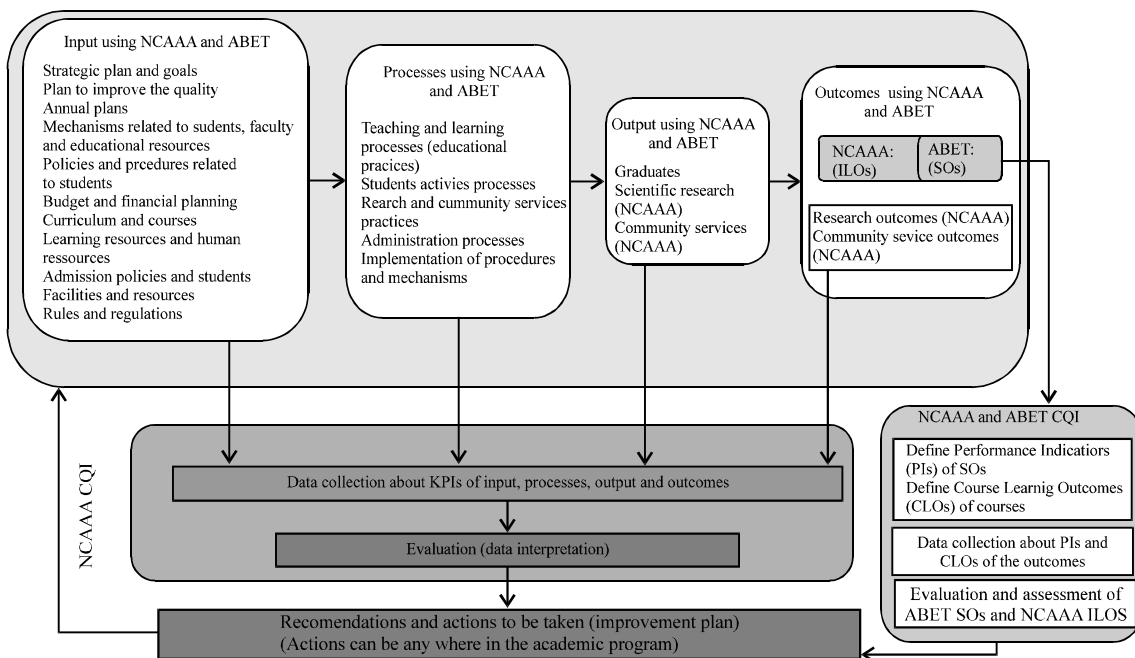 Input using NCAAA and ABET
Strategic plan and goals
Plan to improve the quality
Annual plans
Mechanisms related to sudents, faculty
and educational resources
Policies and prcedures related
to students
Budget and financial planning
Curriculum and courses
Learning resources and human
ressources
Admission policies and students
Facilities and resources
Rules and regulations
Processes using NCAAA
and ABET
Teaching and learning
processes (educational
pracices)
Students activies processes
Rearch and cummunity services
practices
Administration processes
Implementation of procedures
and mechanisms
Output using NCAAA
and ABET
Graduates
Scientific research
(NCAAA)
Community services
(NCAAA)
Outcomes using NCAAA
and ABET
NCAAA:
(ILOs)
ABET:
(SOs)
Research outcomes (NCAAA)
Community sevice outcomes
(NCAAA)
NCAAA CQI
Data collection about KPIs of input, processes, output and outcomes
Evaluation (data interpretation)
Recomendations and actions to be taken (improvement plan)
(Actions can be any where in the academic program)
NCAAA and ABET CQI
Define Performance Indicatiors
(PIs) of SOs
Define Course Learnig Outcomes
(CLOs) of courses
Data collection about PIs and
CLOs of the outcomes
Evaluation and assessment of
ABET SOs and NCAAA ILOS